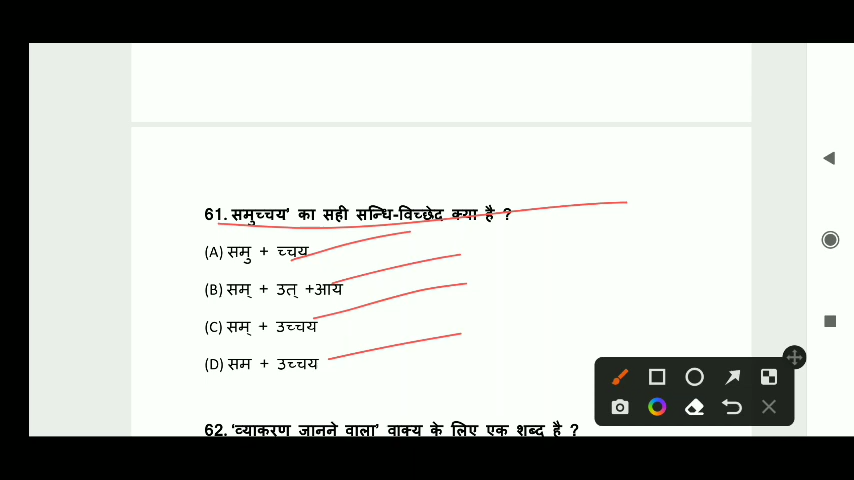 61. समुच्चय' का सही सन्धि-विच्छेद क्या है ?
(A) समु + च्चय
(B) सम् + उत् +आय
(C) सम् + उच्चय
(D) सम + उच्चय
62. 'व्याकरण जानने वाला' वाक्य के लिए एक शब्द है ?